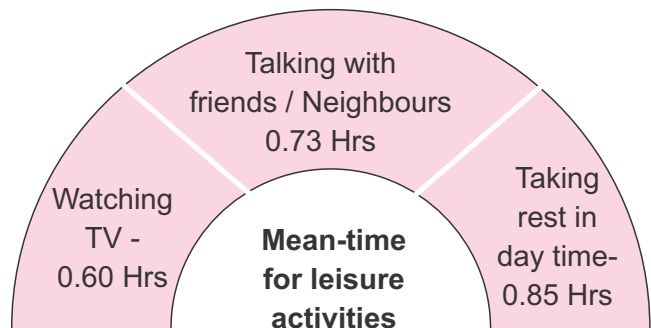 Talking with
friends / Neighbours
0.73 Hrs
Watching
TV -
0.60 Hrs
Mean-time
for leisure
activities
Taking
rest in
day time-
0.85 Hrs